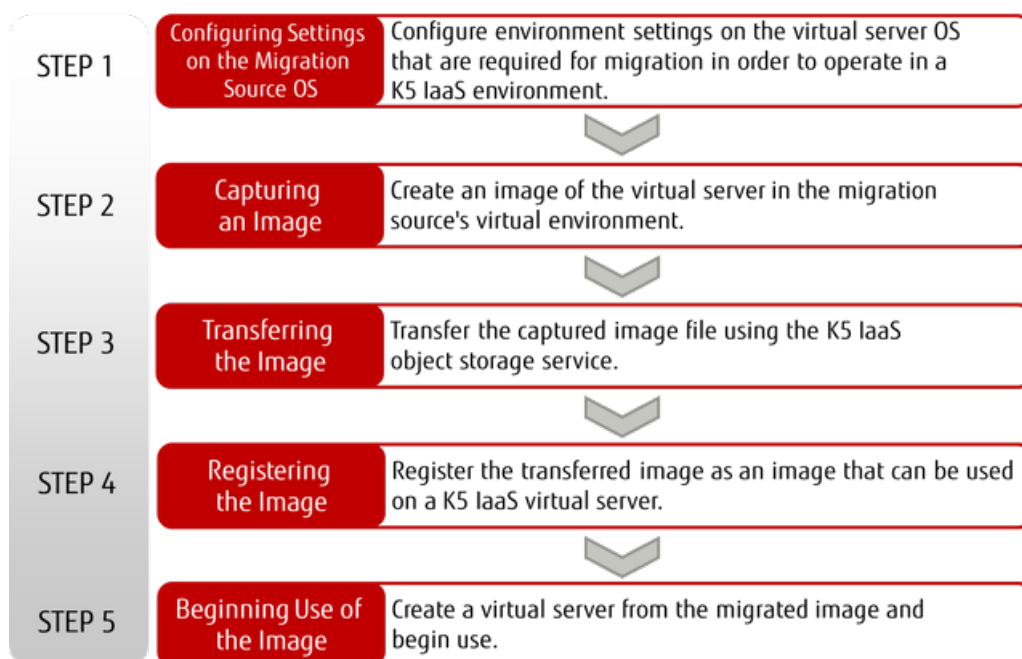 STEP 1
Configuring Settings
on the Migration
Source OS
Configure environment settings on the virtual server OS
that are required for migration in order to operate in a
K5 IaaS environment.
STEP 2
Capturing
an Image
Create an image of the virtual server in the migration
source's virtual environment.
STEP 3
Transferring
the Image
Transfer the captured image file using the K5 IaaS
object storage service.
STEP 4
Registering
the Image
Register the transferred image as an image that can be used
on a K5 IaaS virtual server.
STEP 5
Beginning Use of
the Image
Create a virtual server from the migrated image and
begin use.